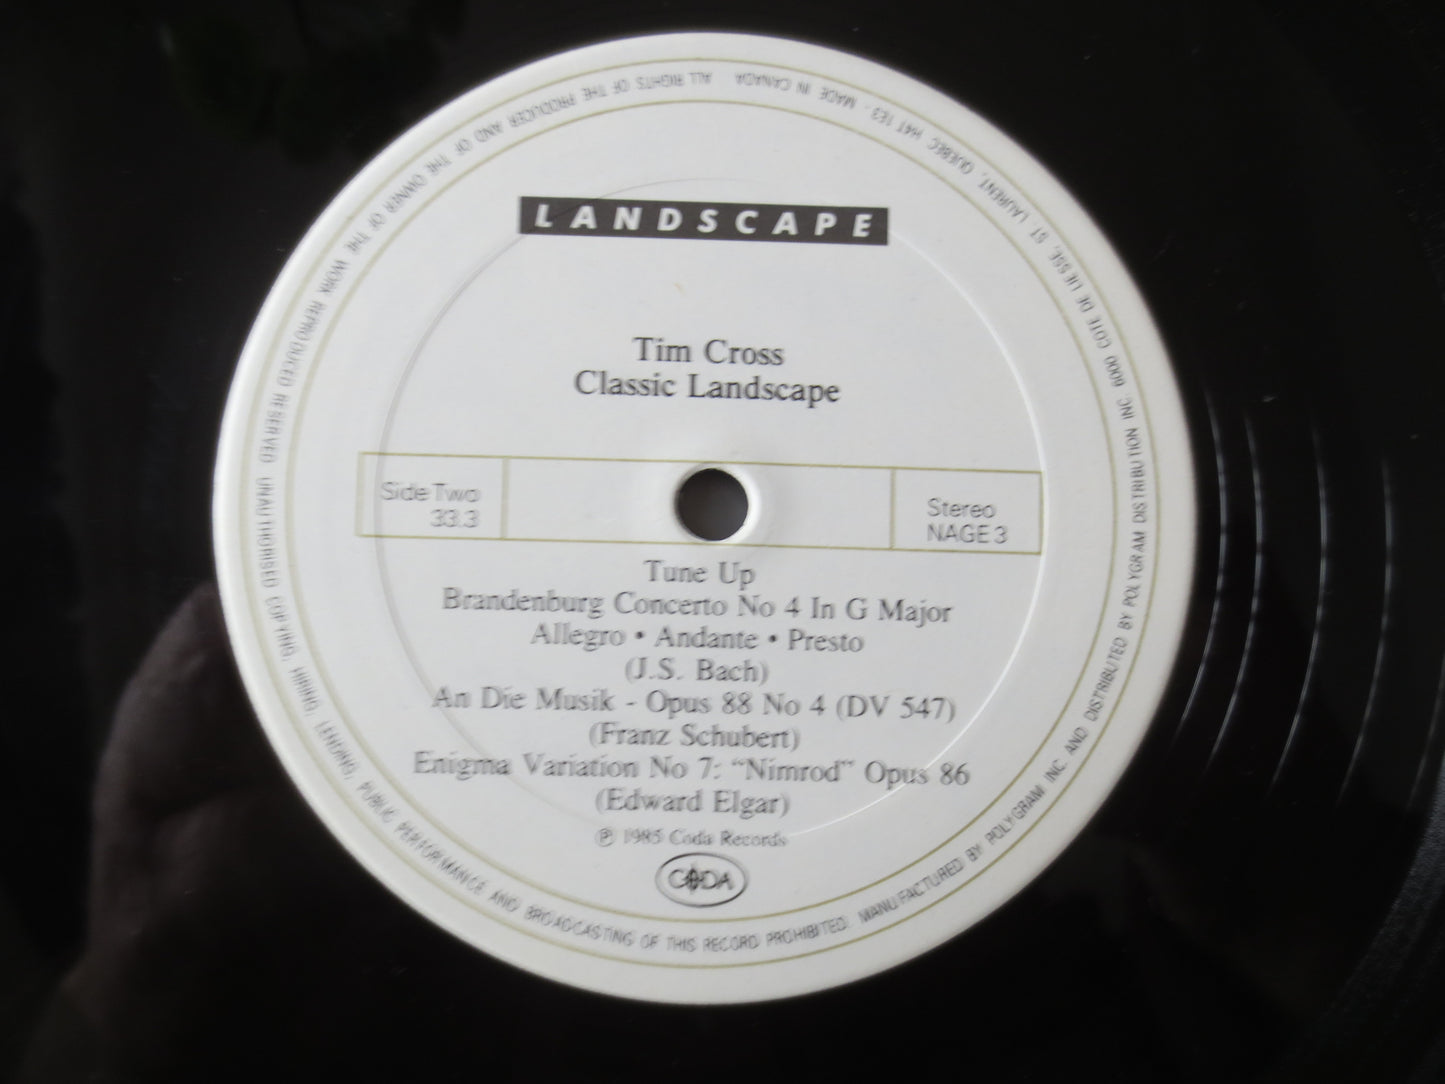 LANDSCAPE
Tim Cross
Classic Landscape
Side Two
33.3
Stereo
NAGE 3
Tune Up
Brandenburg Concerto No 4 In G Major
Allegro • Andante • Presto
(J.S. Bach)
An Die Musik - Opus 88 No 4 (DV 547)
(Franz Schubert)
Enigma Variation No 7: "Nimrod" Opus 86
(Edward Elgar)
℗ 1985 Coda Records
CODA
ALL RIGHTS OF THE PRODUCER AND OF THE OWNER OF THE WORK REPRODUCED RESERVED UNAUTHORISED COPYING, HIRING, LENDING, PUBLIC PERFORMANCE AND BROADCASTING OF THIS RECORD PROHIBITED. MANUFACTURED BY POLYGRAM INC. AND DISTRIBUTED BY POLYGRAM DISTRIBUTION INC. 6000 COTE DE LIESSE, ST. LAURENT, QUEBEC H4T 1E3. MADE IN CANADA